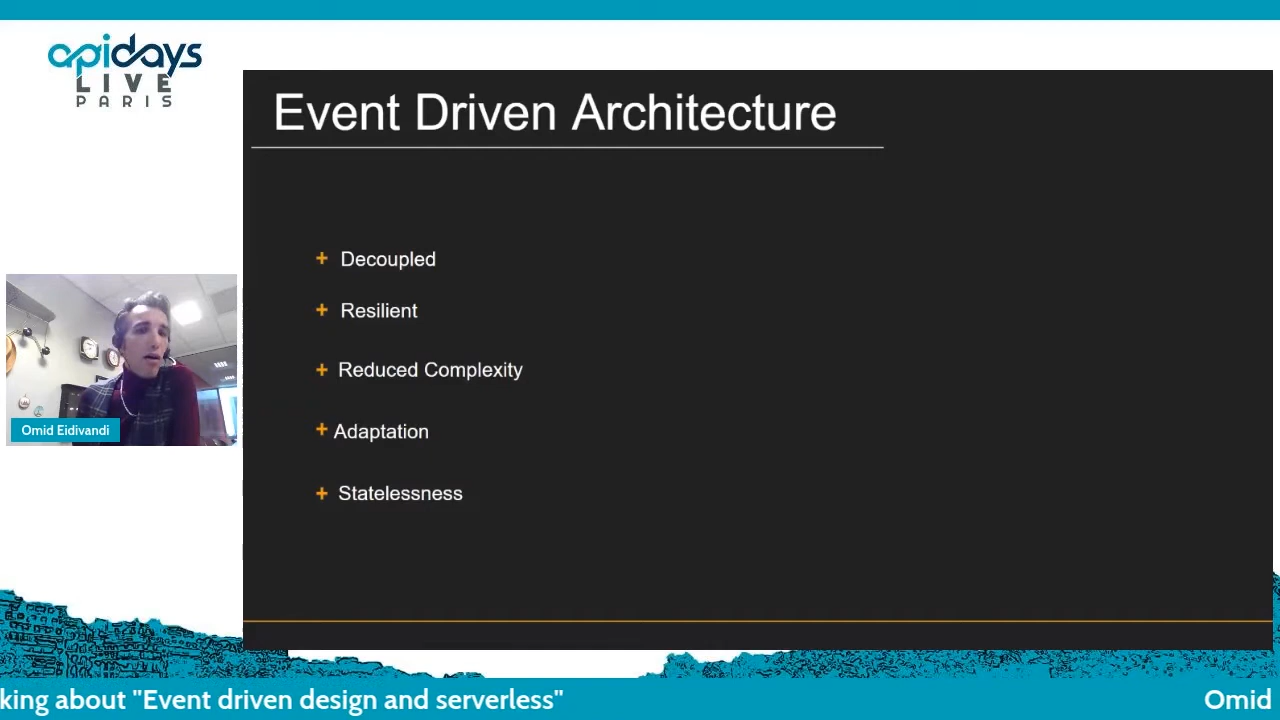 apidays
LIVE
PARIS
Event Driven Architecture
+ Decoupled
+ Resilient
+ Reduced Complexity
+ Adaptation
+ Statelessness
Omid Eidivandi
king about "Event driven design and serverless"
Omid